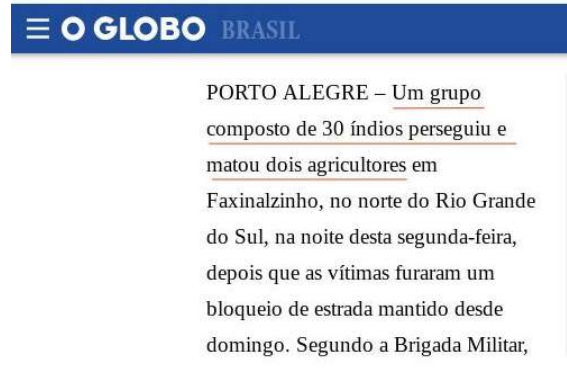 O GLOBO BRASIL
PORTO ALEGRE – Um grupo
composto de 30 índios perseguiu e
matou dois agricultores em
Faxinalzinho, no norte do Rio Grande
do Sul, na noite desta segunda-feira,
depois que as vítimas furaram um
bloqueio de estrada mantido desde
domingo. Segundo a Brigada Militar,